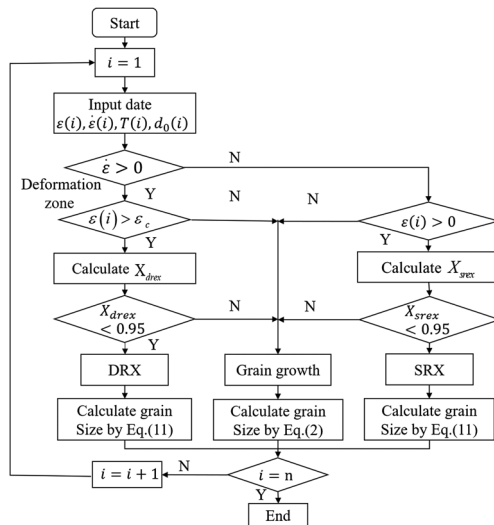 Start
i = 1
Input date
ε(i), ε̇(i), T(i), d₀(i)
ε̇ > 0
N
Deformation
zone
Y
N
N
ε(i) > ε_c
ε(i) > 0
Y
Y
Calculate X_drex
Calculate X_srex
X_drex
< 0.95
N
N
X_srex
< 0.95
Y
Y
DRX
Grain growth
SRX
Calculate grain
Size by Eq.(11)
Calculate grain
Size by Eq.(2)
Calculate grain
Size by Eq.(11)
i = i + 1
N
i = n
Y
End